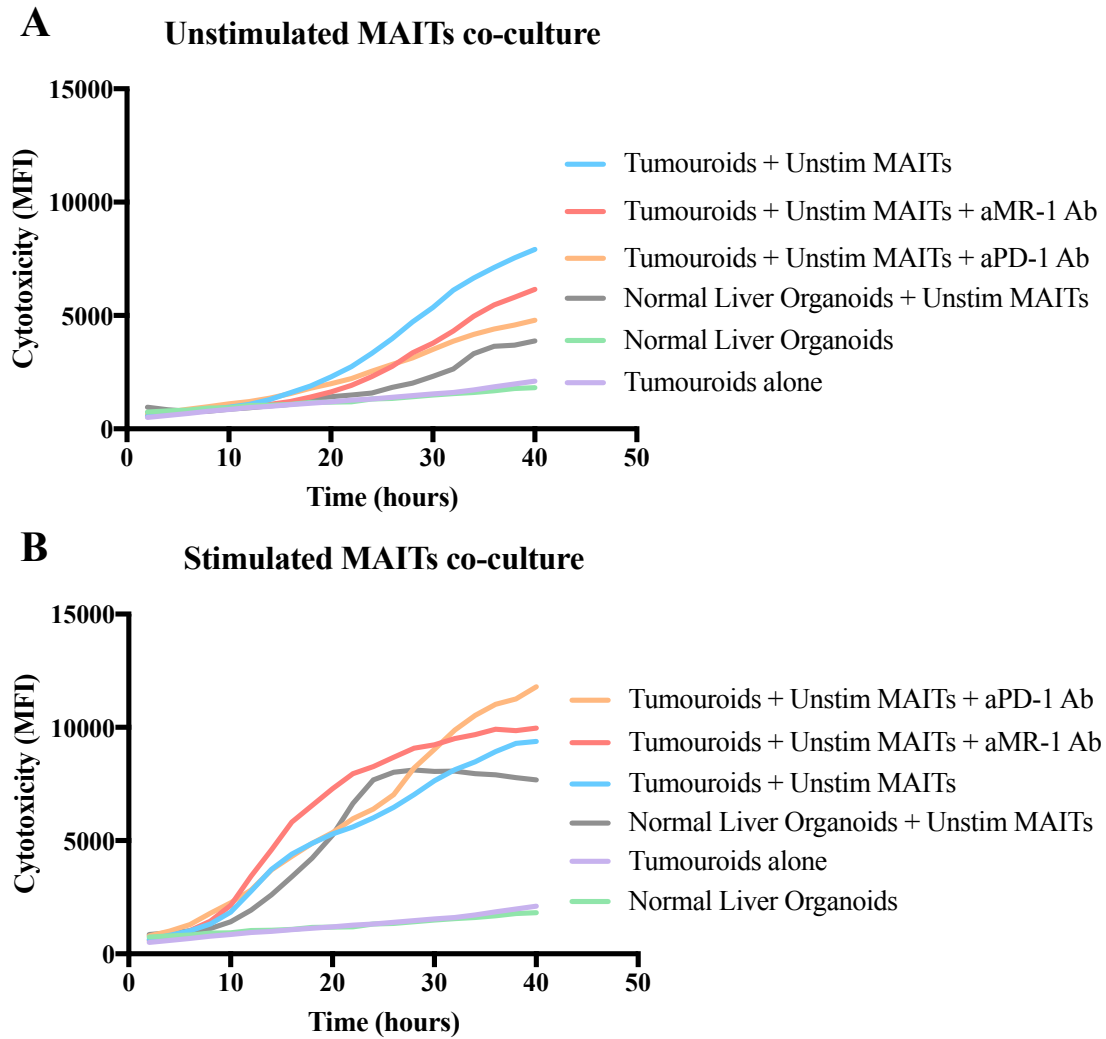 A
Unstimulated MAITs co-culture
15000
10000
5000
0
Cytotoxicity (MFI)
0 10 20 30 40 50
Time (hours)
Tumouroids + Unstim MAITs
Tumouroids + Unstim MAITs + aMR-1 Ab
Tumouroids + Unstim MAITs + aPD-1 Ab
Normal Liver Organoids + Unstim MAITs
Normal Liver Organoids
Tumouroids alone
B
Stimulated MAITs co-culture
15000
10000
5000
0
Cytotoxicity (MFI)
0 10 20 30 40 50
Time (hours)
Tumouroids + Unstim MAITs + aPD-1 Ab
Tumouroids + Unstim MAITs + aMR-1 Ab
Tumouroids + Unstim MAITs
Normal Liver Organoids + Unstim MAITs
Tumouroids alone
Normal Liver Organoids